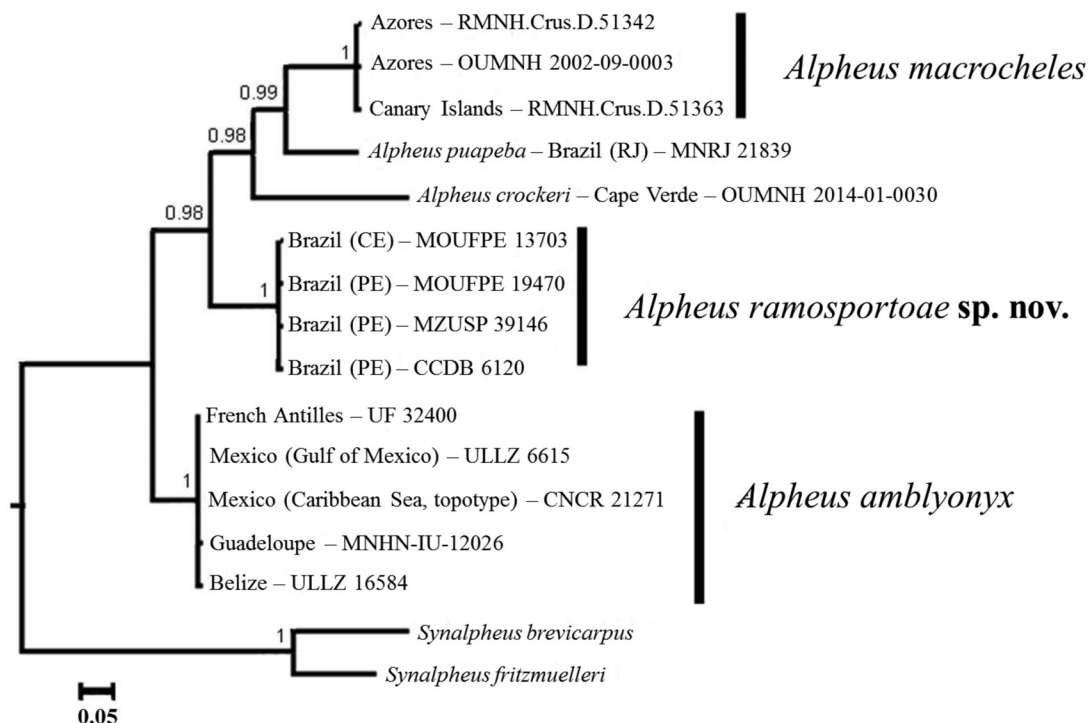 Azores – RMNH.Crus.D.51342
1
Azores – OUMNH 2002-09-0003
Alpheus macrocheles
0.99
Canary Islands – RMNH.Crus.D.51363
0.98
Alpheus puapeba – Brazil (RJ) – MNRJ 21839
Alpheus crockeri – Cape Verde – OUMNH 2014-01-0030
0.98
Brazil (CE) – MOUFPE 13703
Brazil (PE) – MOUFPE 19470
1
Alpheus ramosportoae sp. nov.
Brazil (PE) – MZUSP 39146
Brazil (PE) – CCDB 6120
French Antilles – UF 32400
Mexico (Gulf of Mexico) – ULLZ 6615
1
Mexico (Caribbean Sea, topotype) – CNCR 21271
Alpheus amblyonyx
Guadeloupe – MNHN-IU-12026
Belize – ULLZ 16584
1
Synalpheus brevicarpus
Synalpheus fritzmuelleri
0.05